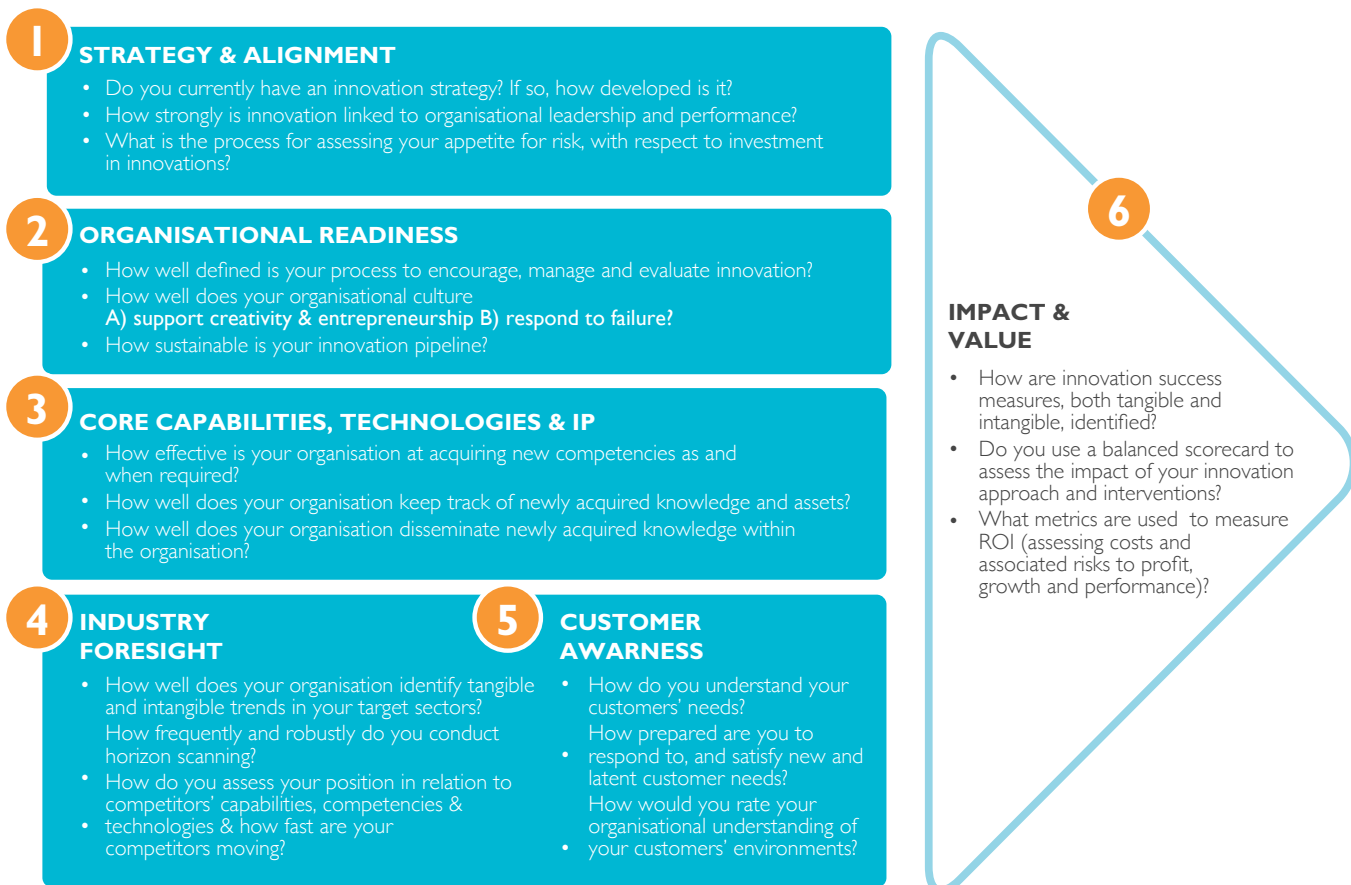 1
STRATEGY & ALIGNMENT
• Do you currently have an innovation strategy? If so, how developed is it?
• How strongly is innovation linked to organisational leadership and performance?
• What is the process for assessing your appetite for risk, with respect to investment
in innovations?
2
ORGANISATIONAL READINESS
• How well defined is your process to encourage, manage and evaluate innovation?
• How well does your organisational culture
A) support creativity & entrepreneurship B) respond to failure?
• How sustainable is your innovation pipeline?
3
CORE CAPABILITIES, TECHNOLOGIES & IP
• How effective is your organisation at acquiring new competencies as and
when required?
• How well does your organisation keep track of newly acquired knowledge and assets?
• How well does your organisation disseminate newly acquired knowledge within
the organisation?
4
INDUSTRY
FORESIGHT
• How well does your organisation identify tangible
and intangible trends in your target sectors?
How frequently and robustly do you conduct
horizon scanning?
• How do you assess your position in relation to
competitors' capabilities, competencies &
• technologies & how fast are your
competitors moving?
5
CUSTOMER
AWARNESS
• How do you understand your
customers' needs?
How prepared are you to
• respond to, and satisfy new and
latent customer needs?
How would you rate your
organisational understanding of
• your customers' environments?
6
IMPACT &
VALUE
• How are innovation success
measures, both tangible and
intangible, identified?
• Do you use a balanced scorecard to
assess the impact of your innovation
approach and interventions?
• What metrics are used to measure
ROI (assessing costs and
associated risks to profit,
growth and performance)?